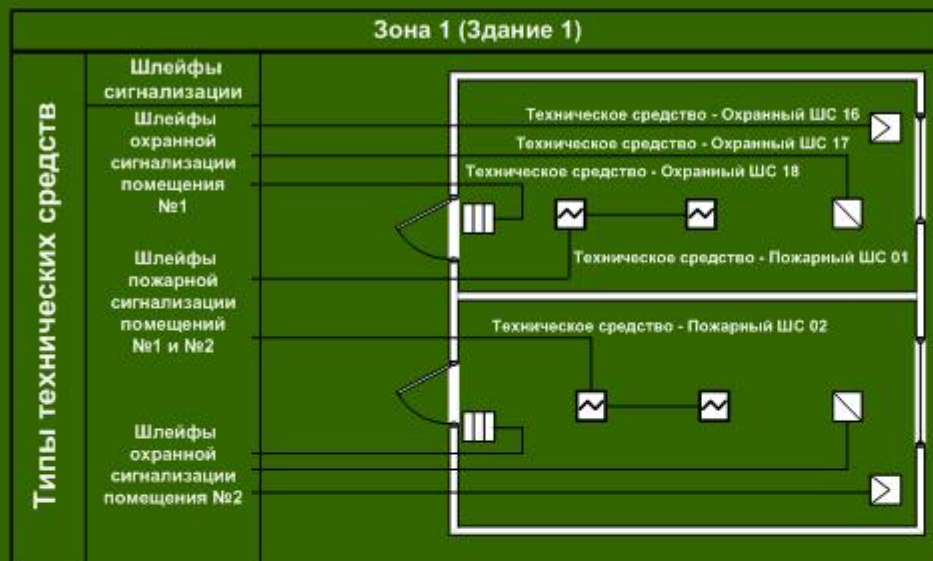 Зона 1 (Здание 1)
Типы технических средств
Шлейфы
сигнализации
Шлейфы
охранной
сигнализации
помещения
№1
Шлейфы
пожарной
сигнализации
помещений
№1 и №2
Шлейфы
охранной
сигнализации
помещения №2
Техническое средство - Охранный ШС 16
Техническое средство - Охранный ШС 17
Техническое средство - Охранный ШС 18
Техническое средство - Пожарный ШС 01
Техническое средство - Пожарный ШС 02